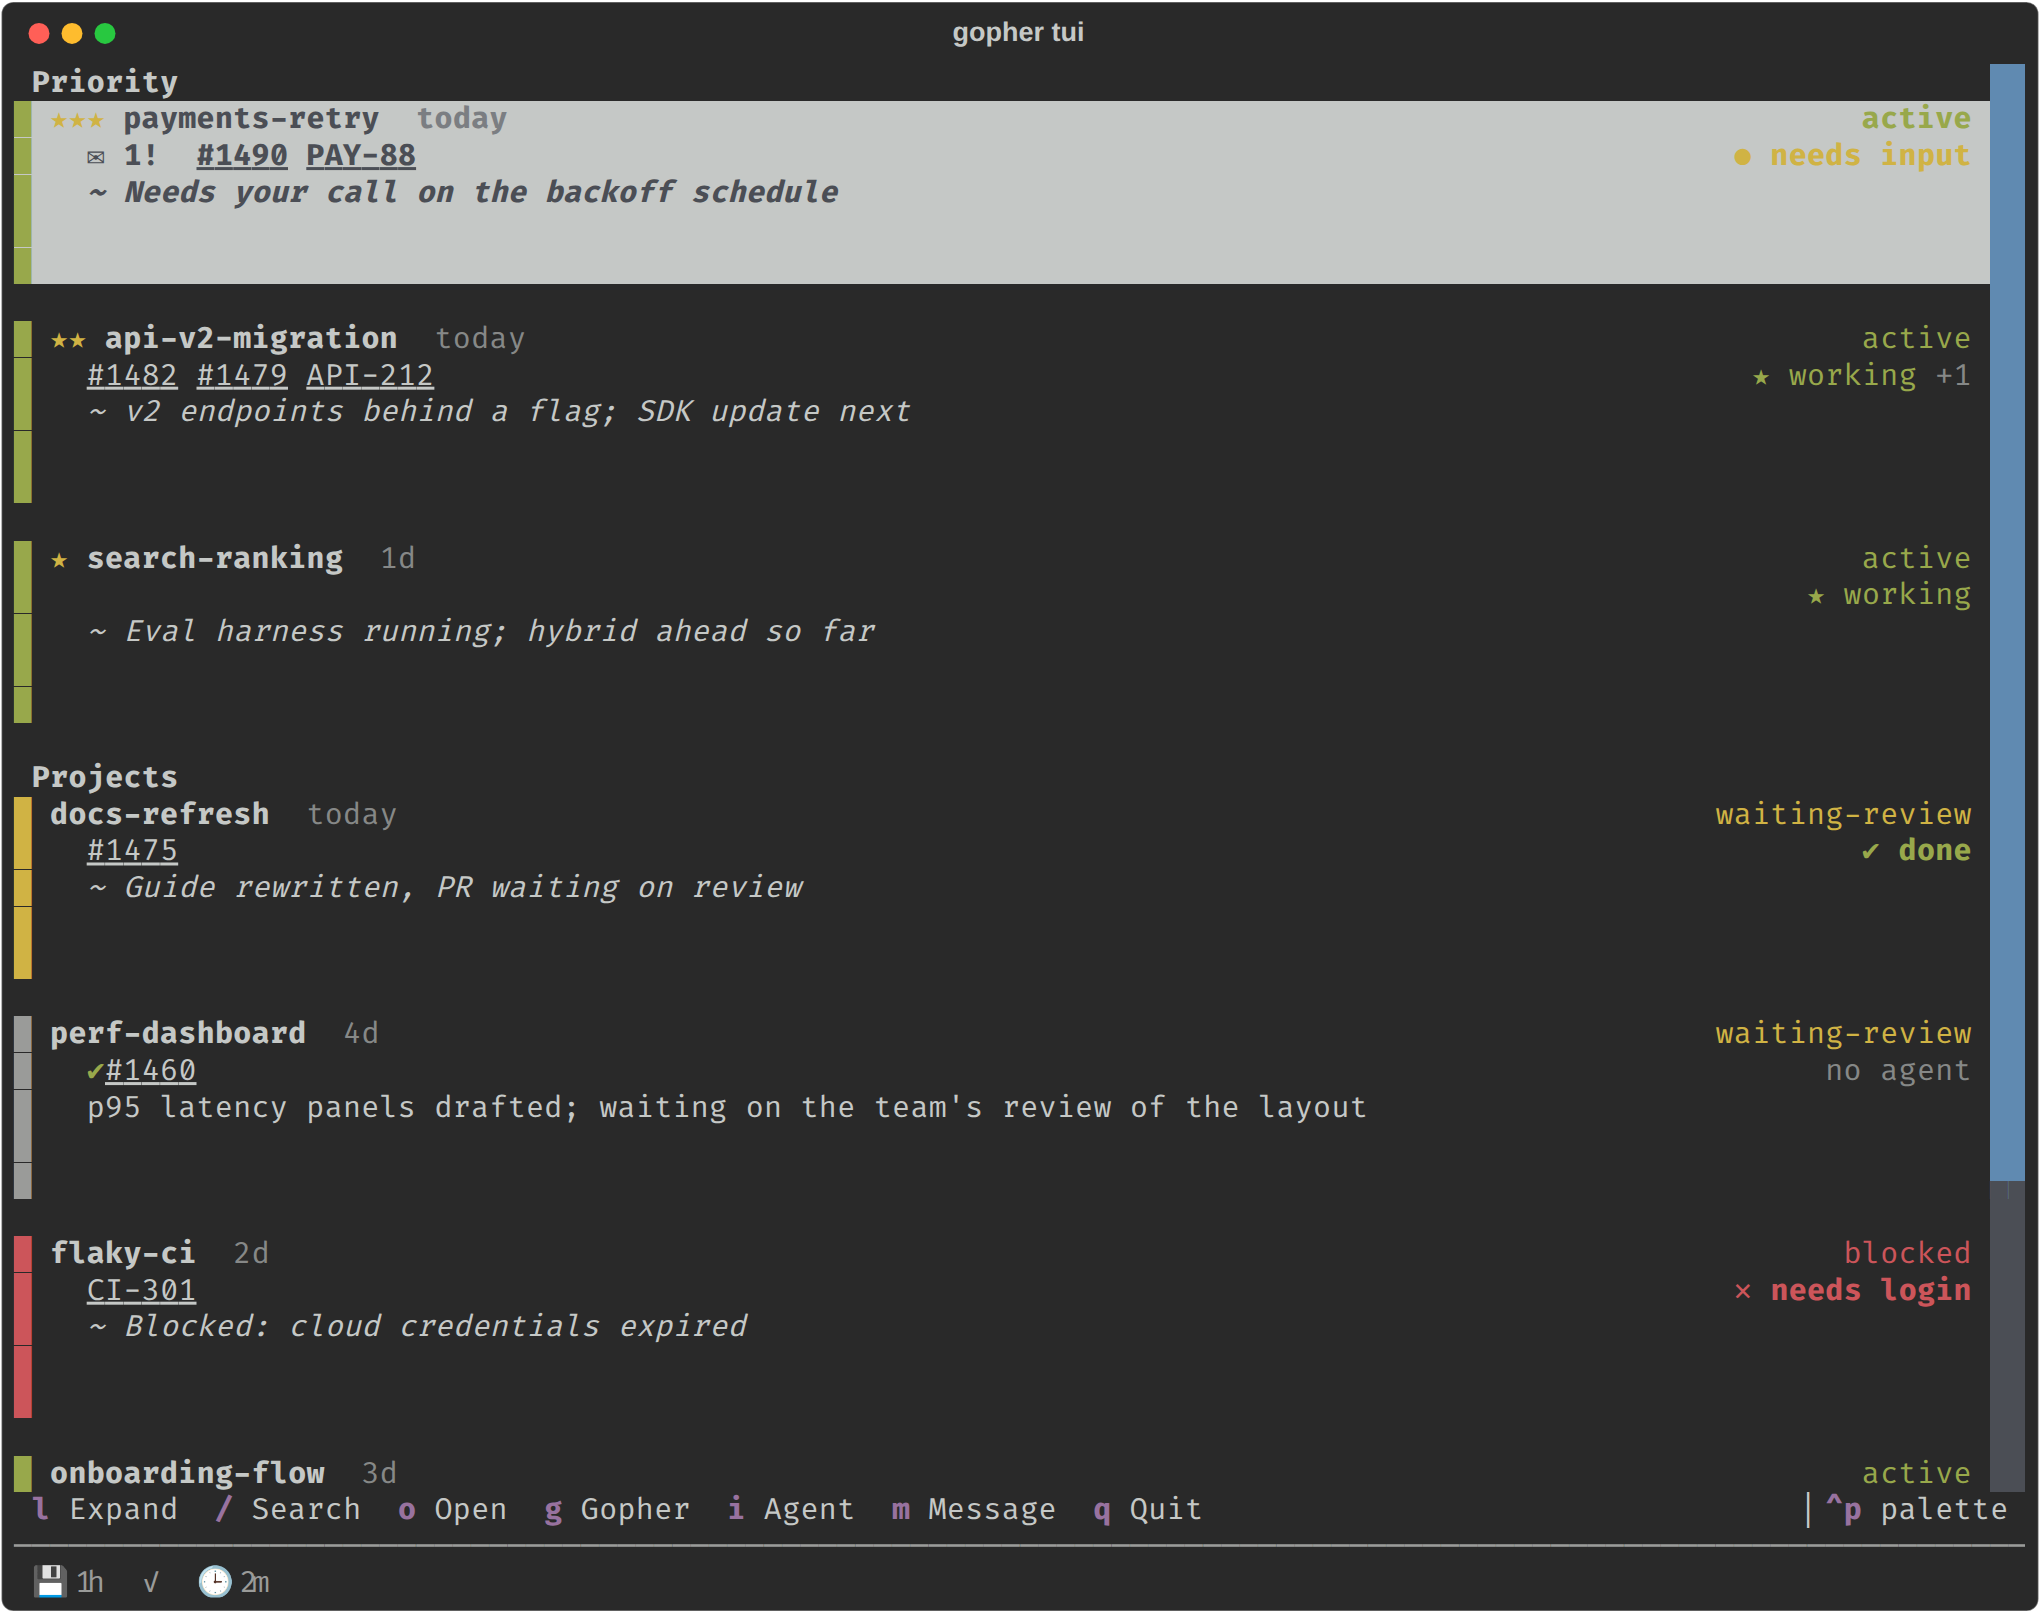 gopher tui
Priority
★★★ payments-retry today active
✉ 1! #1490 PAY-88 ● needs input
~ Needs your call on the backoff schedule
★★ api-v2-migration today active
#1482 #1479 API-212 ★ working +1
~ v2 endpoints behind a flag; SDK update next
★ search-ranking 1d active
★ working
~ Eval harness running; hybrid ahead so far
Projects
docs-refresh today waiting-review
#1475 ✔ done
~ Guide rewritten, PR waiting on review
perf-dashboard 4d waiting-review
✔#1460 no agent
p95 latency panels drafted; waiting on the team's review of the layout
flaky-ci 2d blocked
CI-301 ✕ needs login
~ Blocked: cloud credentials expired
onboarding-flow 3d active
l Expand / Search o Open g Gopher i Agent m Message q Quit │^p palette
💾 1h √ 🕒 2m